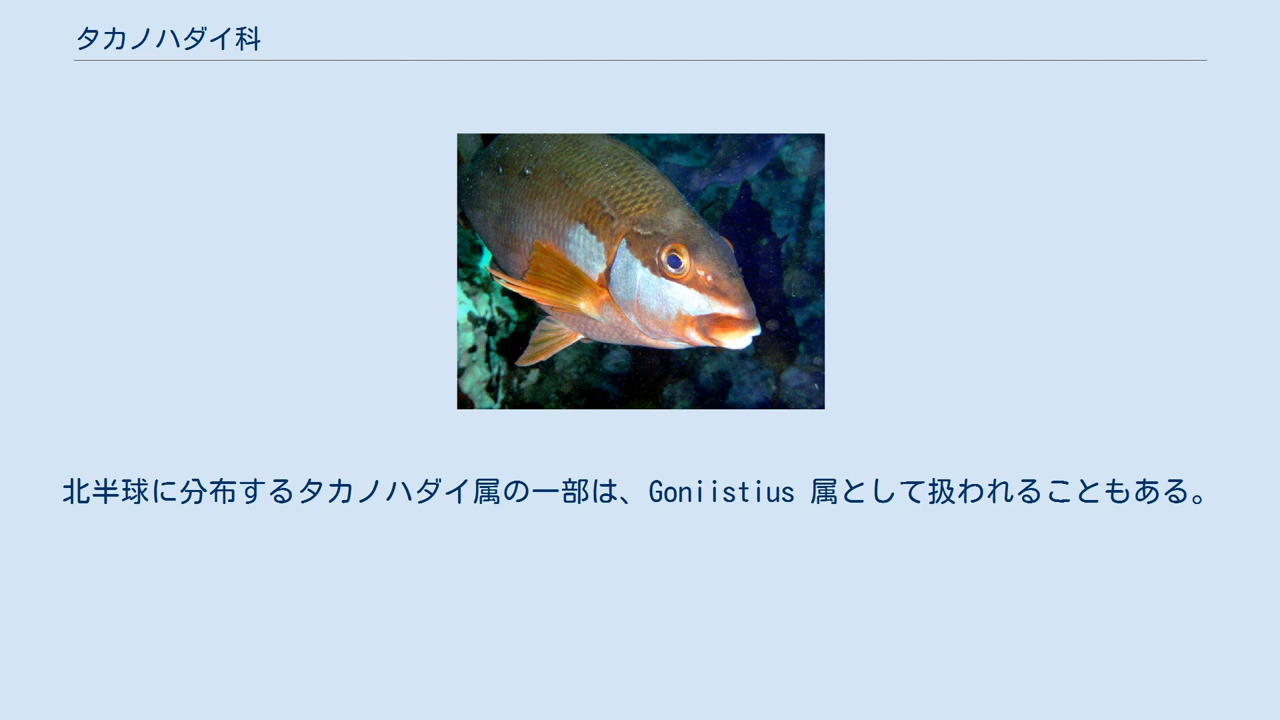 タカノハダイ科
北半球に分布するタカノハダイ属の一部は、Goniistius 属として扱われることもある。